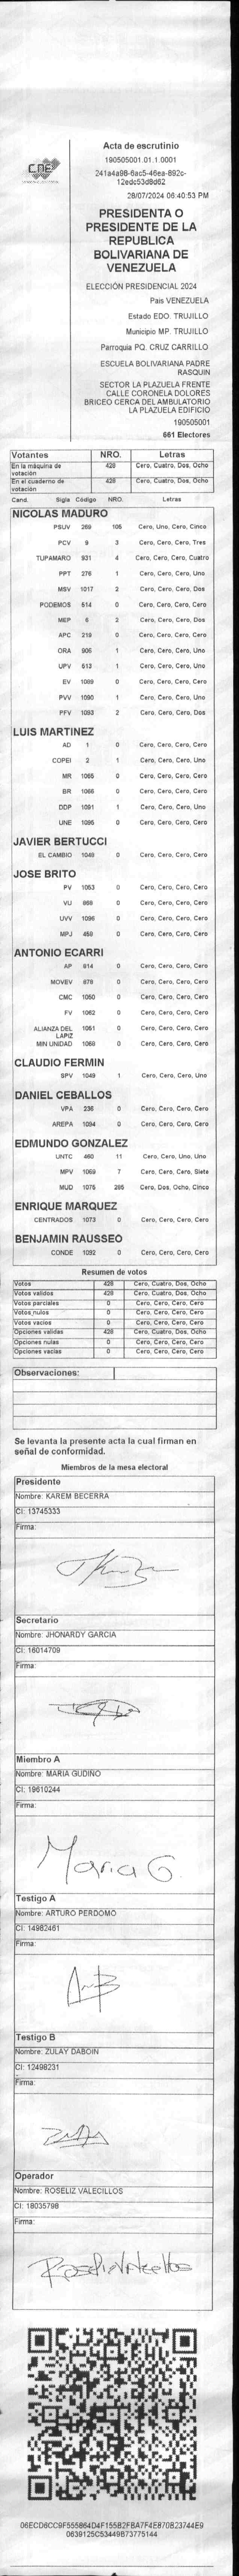 CNE
Acta de escrutinio
190505001.01.1.0001
241a4a98-6ac5-46ea-892c-
12edc53d8d62
28/07/2024 06:40:53 PM
PRESIDENTA O
PRESIDENTE DE LA
REPUBLICA
BOLIVARIANA DE
VENEZUELA
ELECCIÓN PRESIDENCIAL 2024
Pais VENEZUELA
Estado EDO. TRUJILLO
Municipio MP. TRUJILLO
Parroquia PQ. CRUZ CARRILLO
ESCUELA BOLIVARIANA PADRE
RASQUIN
SECTOR LA PLAZUELA FRENTE
CALLE CORONELA DOLORES
BRICEO CERCA DEL AMBULATORIO
LA PLAZUELA EDIFICIO
190505001
661 Electores
Votantes NRO. Letras
En la máquina de votación 428 Cero, Cuatro, Dos, Ocho
En el cuaderno de votación 428 Cero, Cuatro, Dos, Ocho
Cand. Sigla Código NRO. Letras
NICOLAS MADURO
PSUV 269 105 Cero, Uno, Cero, Cinco
PCV 9 3 Cero, Cero, Cero, Tres
TUPAMARO 931 4 Cero, Cero, Cero, Cuatro
PPT 276 1 Cero, Cero, Cero, Uno
MSV 1017 2 Cero, Cero, Cero, Dos
PODEMOS 514 0 Cero, Cero, Cero, Cero
MEP 6 2 Cero, Cero, Cero, Dos
APC 219 0 Cero, Cero, Cero, Cero
ORA 906 1 Cero, Cero, Cero, Uno
UPV 513 1 Cero, Cero, Cero, Uno
EV 1089 0 Cero, Cero, Cero, Cero
PVV 1090 1 Cero, Cero, Cero, Uno
PFV 1093 2 Cero, Cero, Cero, Dos
LUIS MARTINEZ
AD 1 0 Cero, Cero, Cero, Cero
COPEI 2 1 Cero, Cero, Cero, Uno
MR 1065 0 Cero, Cero, Cero, Cero
BR 1066 0 Cero, Cero, Cero, Cero
DDP 1091 1 Cero, Cero, Cero, Uno
UNE 1095 0 Cero, Cero, Cero, Cero
JAVIER BERTUCCI
EL CAMBIO 1048 0 Cero, Cero, Cero, Cero
JOSE BRITO
PV 1053 0 Cero, Cero, Cero, Cero
VU 868 0 Cero, Cero, Cero, Cero
UVV 1096 0 Cero, Cero, Cero, Cero
MPJ 458 0 Cero, Cero, Cero, Cero
ANTONIO ECARRI
AP 814 0 Cero, Cero, Cero, Cero
MOVEV 878 0 Cero, Cero, Cero, Cero
CMC 1050 0 Cero, Cero, Cero, Cero
FV 1062 0 Cero, Cero, Cero, Cero
ALIANZA DEL LAPIZ 1051 0 Cero, Cero, Cero, Cero
MIN UNIDAD 1068 0 Cero, Cero, Cero, Cero
CLAUDIO FERMIN
SPV 1049 1 Cero, Cero, Cero, Uno
DANIEL CEBALLOS
VPA 236 0 Cero, Cero, Cero, Cero
AREPA 1094 0 Cero, Cero, Cero, Cero
EDMUNDO GONZALEZ
UNTC 460 11 Cero, Cero, Uno, Uno
MPV 1069 7 Cero, Cero, Cero, Siete
MUD 1075 285 Cero, Dos, Ocho, Cinco
ENRIQUE MARQUEZ
CENTRADOS 1073 0 Cero, Cero, Cero, Cero
BENJAMIN RAUSSEO
CONDE 1092 0 Cero, Cero, Cero, Cero
Resumen de votos
Votos 428 Cero, Cuatro, Dos, Ocho
Votos validos 428 Cero, Cuatro, Dos, Ocho
Votos parciales 0 Cero, Cero, Cero, Cero
Votos nulos 0 Cero, Cero, Cero, Cero
Votos vacíos 0 Cero, Cero, Cero, Cero
Opciones validas 428 Cero, Cuatro, Dos, Ocho
Opciones nulas 0 Cero, Cero, Cero, Cero
Opciones vacías 0 Cero, Cero, Cero, Cero
Observaciones:
Se levanta la presente acta la cual firman en
señal de conformidad.
Miembros de la mesa electoral
Presidente
Nombre: KAREM BECERRA
CI: 13745333
Firma:
Secretario
Nombre: JHONARDY GARCIA
CI: 16014709
Firma:
Miembro A
Nombre: MARIA GUDIÑO
CI: 19610244
Firma:
Maria G
Testigo A
Nombre: ARTURO PERDOMO
CI: 14982461
Firma:
Testigo B
Nombre: ZULAY DABOIN
CI: 12498231
Firma:
Operador
Nombre: ROSELIZ VALECILLOS
CI: 18035798
Firma:
Roseliz Valecillos
06ECD6CC9F555864D4F155B2FBA7F4E870B23744E9
0639125C53449B73775144